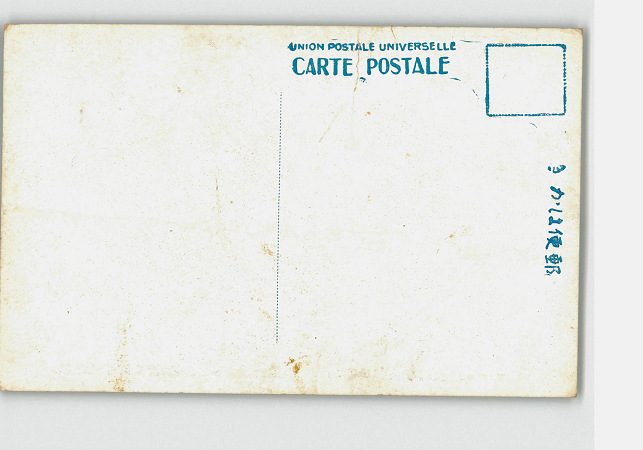 UNION POSTALE UNIVERSELLE
CARTE POSTALE
きかは便郵